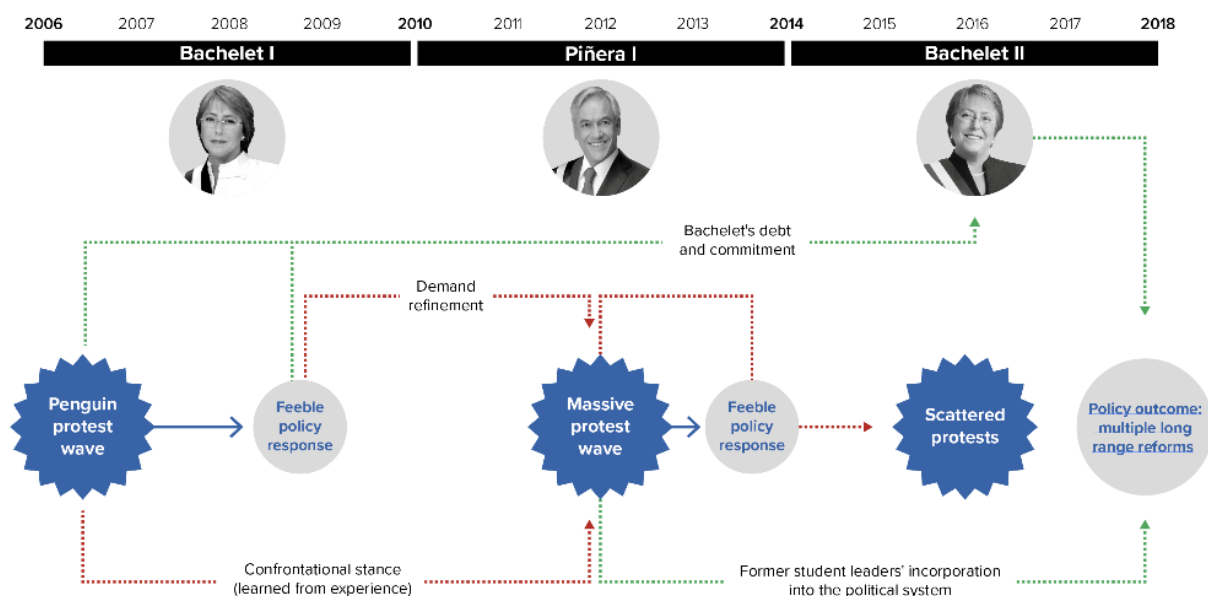 2006 2007 2008 2009 2010 2011 2012 2013 2014 2015 2016 2017 2018
Bachelet I Piñera I Bachelet II
Bachelet's debt
and commitment
Demand
refinement
Penguin
protest
wave
Feeble
policy
response
Massive
protest
wave
Feeble
policy
response
Scattered
protests
Policy outcome:
multiple long
range reforms
Confrontational stance
(learned from experience)
Former student leaders' incorporation
into the political system